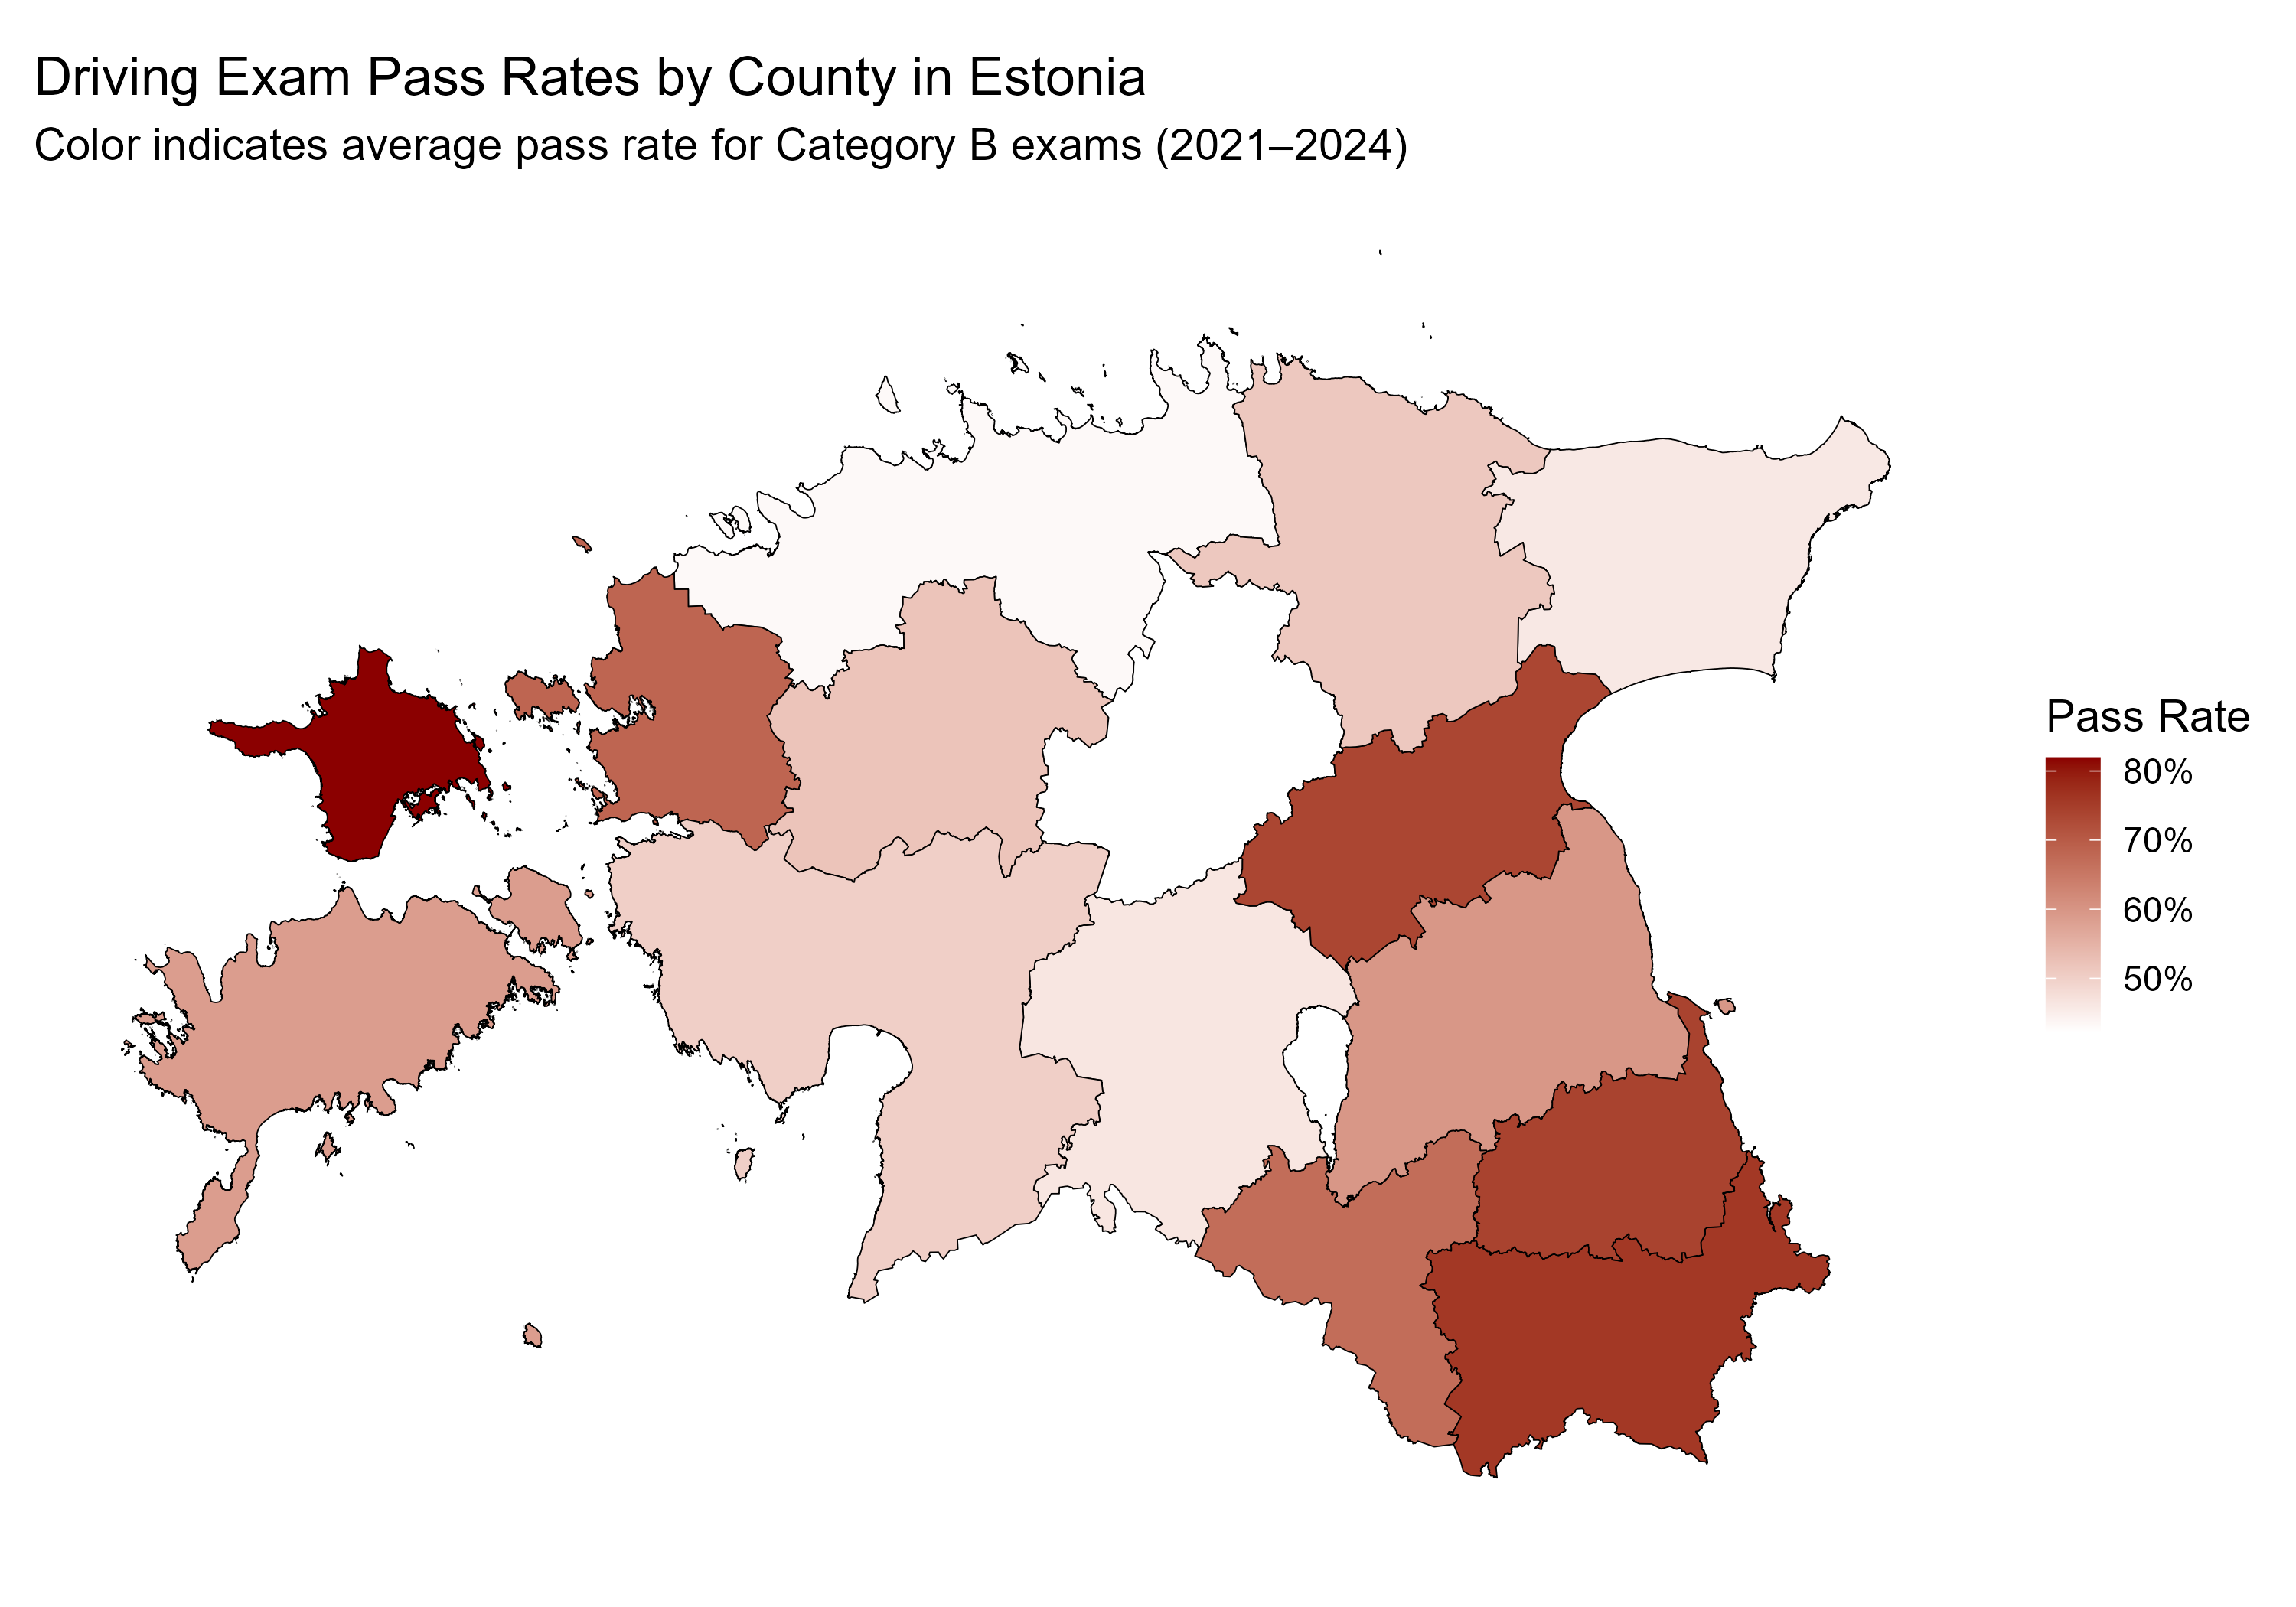 Driving Exam Pass Rates by County in Estonia
Color indicates average pass rate for Category B exams (2021–2024)
Pass Rate
80%
70%
60%
50%